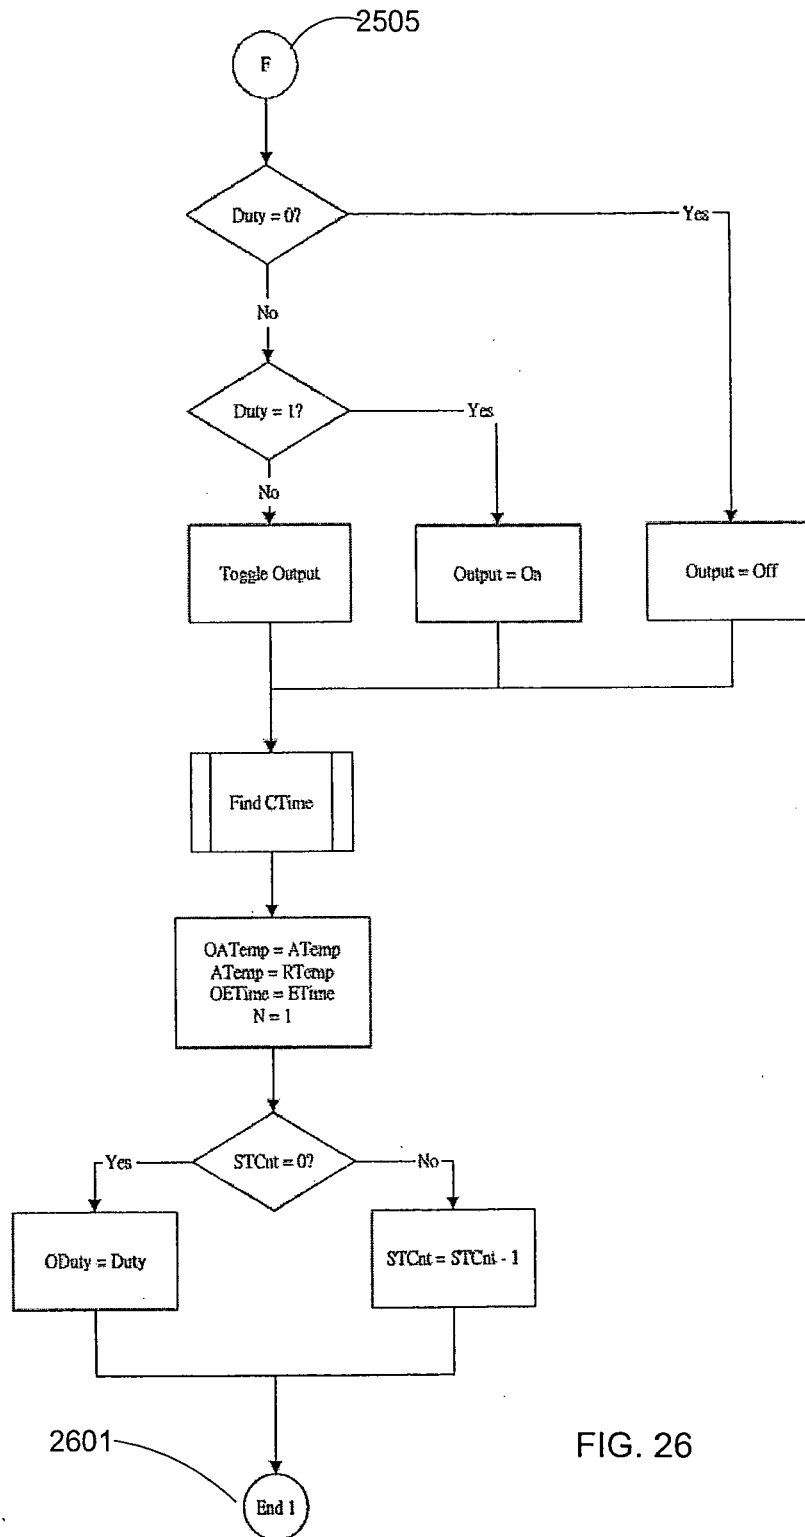 2505
F
Duty = 0?
Yes
No
Duty = 1?
Yes
No
Toggle Output
Output = On
Output = Off
Find CTime
OATemp = ATemp
ATemp = RTemp
OETime = ETime
N = 1
STCnt = 0?
Yes
No
ODuty = Duty
STCnt = STCnt - 1
2601
End 1
FIG. 26